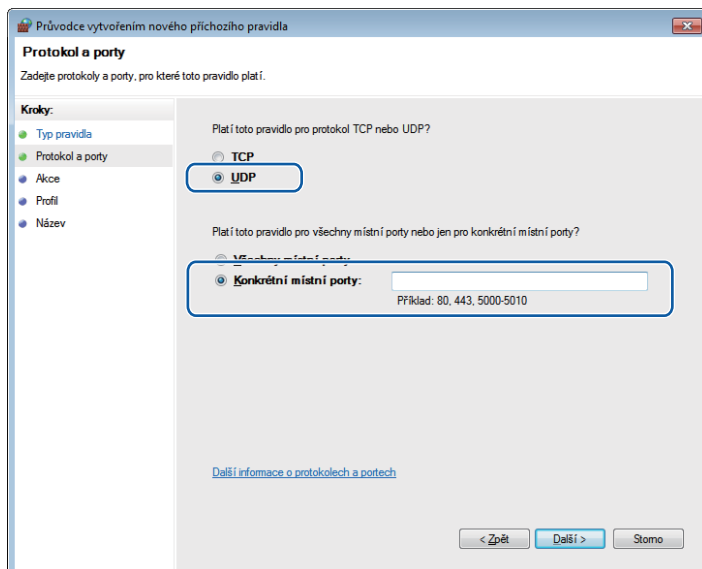 Průvodce vytvořením nového příchozího pravidla
Protokol a porty
Zadejte protokoly a porty, pro které toto pravidlo platí.
Kroky:
Typ pravidla
Protokol a porty
Akce
Profil
Název
Platí toto pravidlo pro protokol TCP nebo UDP?
TCP
UDP
Platí toto pravidlo pro všechny místní porty nebo jen pro konkrétní místní porty?
Všechny místní porty
Konkrétní místní porty:
Příklad: 80, 443, 5000-5010
Další informace o protokolech a portech
< Zpět Další > Storno